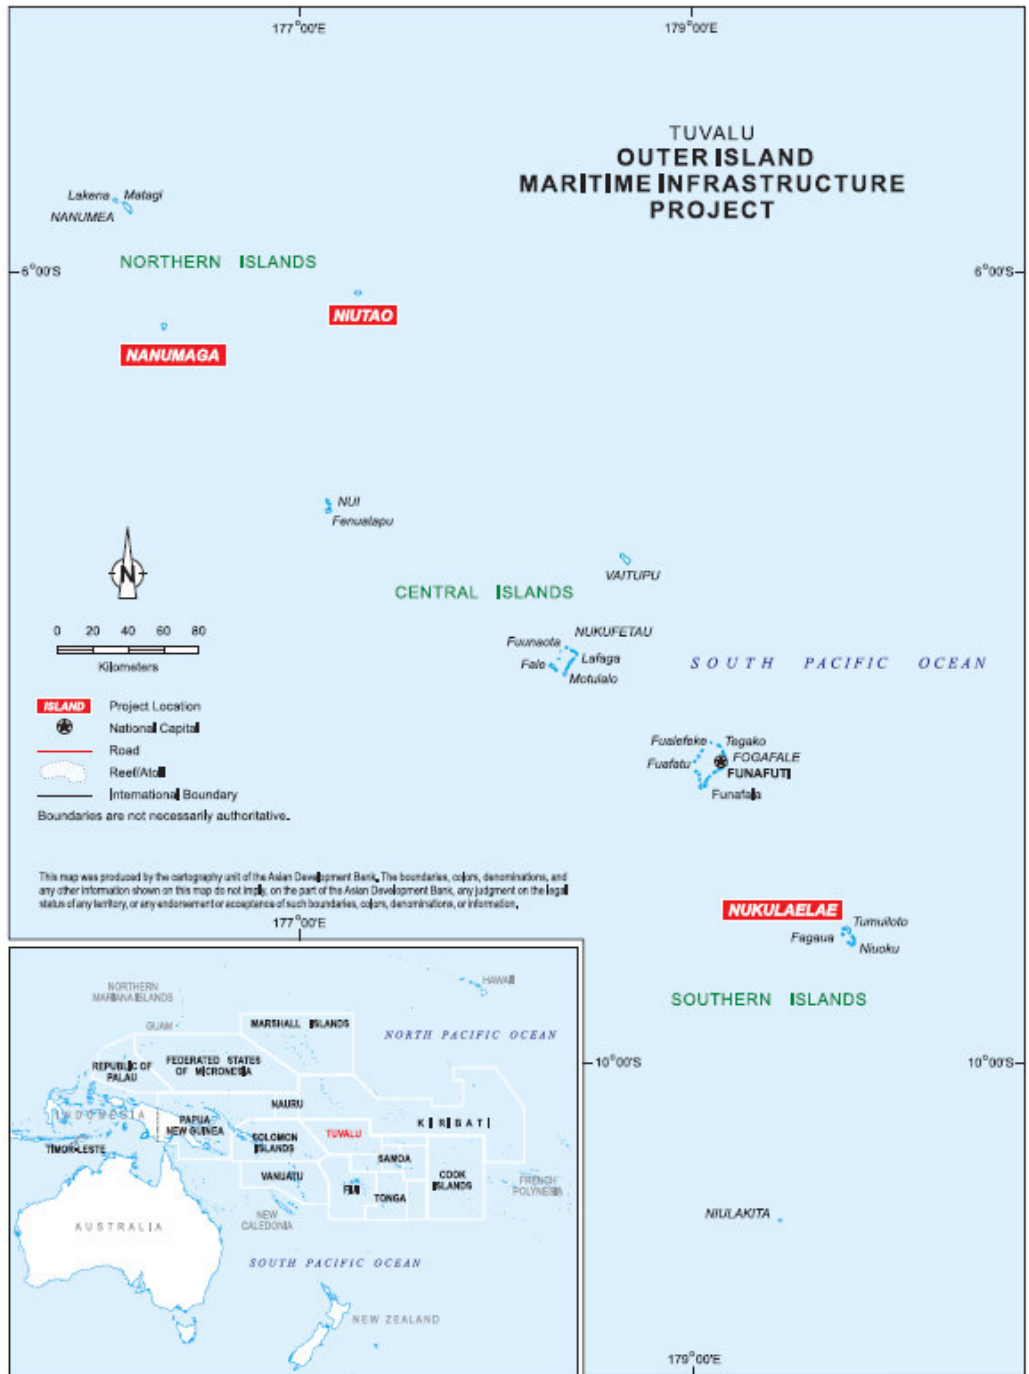 177°00'E
179°00'E
TUVALU
OUTER ISLAND
MARITIME INFRASTRUCTURE
PROJECT
Lakena
Matagi
NANUMEA
NORTHERN ISLANDS
6°00'S
6°00'S
NIUTAO
NANUMAGA
NUI
Fenuatapu
VAITUPU
CENTRAL ISLANDS
N
NUKUFETAU
Fuunaota
Lafaga
Fale
Motulalo
SOUTH PACIFIC OCEAN
0 20 40 60 80
Kilometers
ISLAND Project Location
National Capital
Road
Reef/Atoll
International Boundary
Boundaries are not necessarily authoritative.
Fualefeke
Tegako
FOGAFALE
Fuafatu
FUNAFUTI
Funafala
This map was produced by the cartography unit of the Asian Development Bank. The boundaries, colors, denominations, and
any other information shown on this map do not imply, on the part of the Asian Development Bank, any judgment on the legal
status of any territory, or any endorsement or acceptance of such boundaries, colors, denominations, or information.
177°00'E
NUKULAELAE
Tumuiloto
Fagaua
Niuoku
SOUTHERN ISLANDS
10°00'S
10°00'S
NIULAKITA
179°00'E
HAWAII
NORTHERN
MARIANA ISLANDS
GUAM
MARSHALL ISLANDS
NORTH PACIFIC OCEAN
REPUBLIC OF
PALAU
FEDERATED STATES
OF MICRONESIA
NAURU
INDONESIA
PAPUA
NEW GUINEA
KIRIBATI
SOLOMON
ISLANDS
TUVALU
TIMOR-LESTE
SAMOA
VANUATU
COOK
ISLANDS
FIJI
TONGA
FRENCH
POLYNESIA
NEW
CALEDONIA
AUSTRALIA
SOUTH PACIFIC OCEAN
NEW ZEALAND